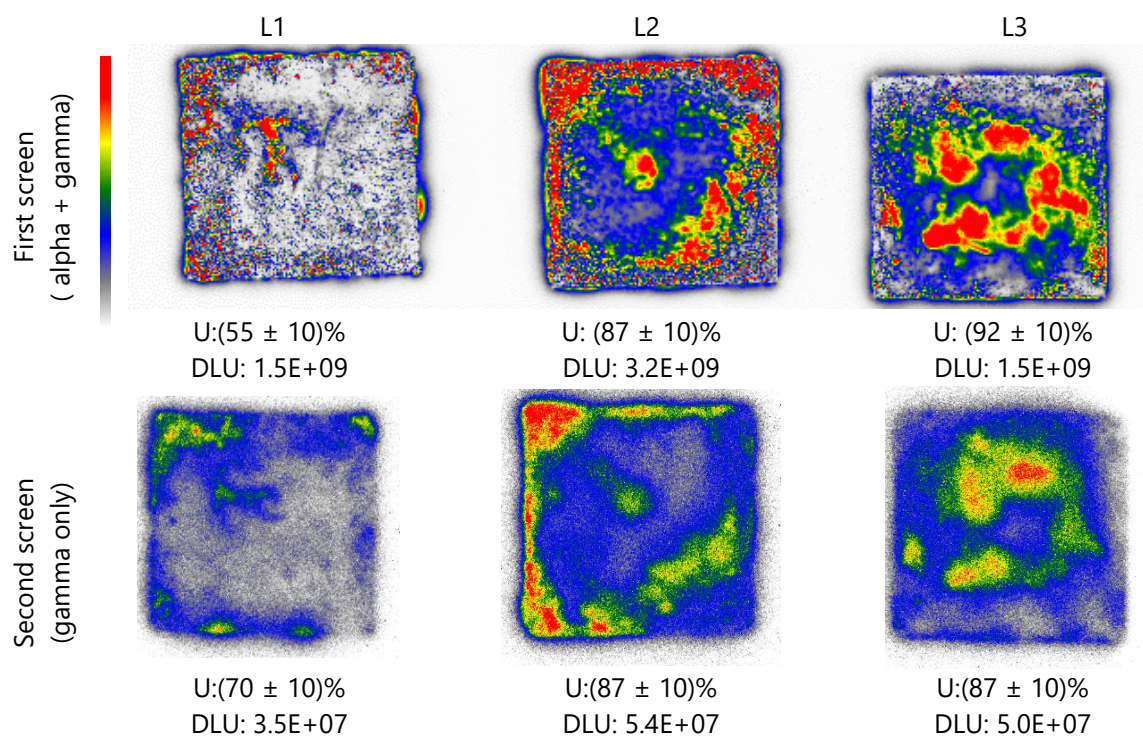 L1
L2
L3
First screen
( alpha + gamma)
U:(55 ± 10)%
U: (87 ± 10)%
U: (92 ± 10)%
DLU: 1.5E+09
DLU: 3.2E+09
DLU: 1.5E+09
Second screen
(gamma only)
U:(70 ± 10)%
U:(87 ± 10)%
U:(87 ± 10)%
DLU: 3.5E+07
DLU: 5.4E+07
DLU: 5.0E+07